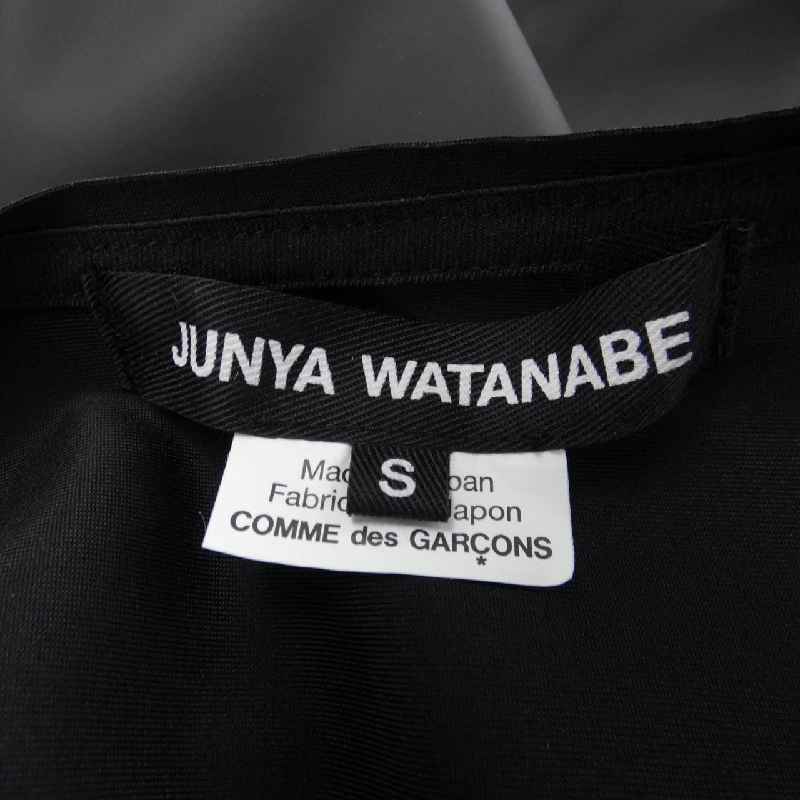 JUNYA WATANABE
S
Mad pan
Fabric Japon
COMME des GARÇONS
*